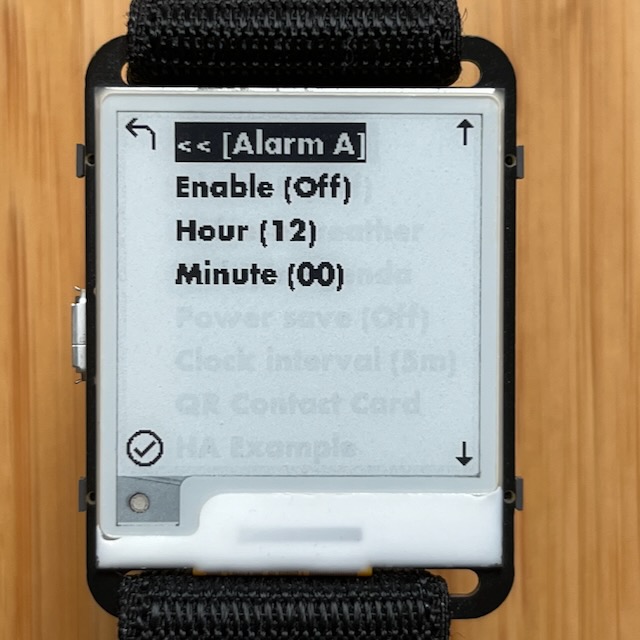 << [Alarm A]
Enable (Off)
Hour (12)
Minute (00)
Power save (Off)
Clock interval (5m)
QR Contact Card
HA Example